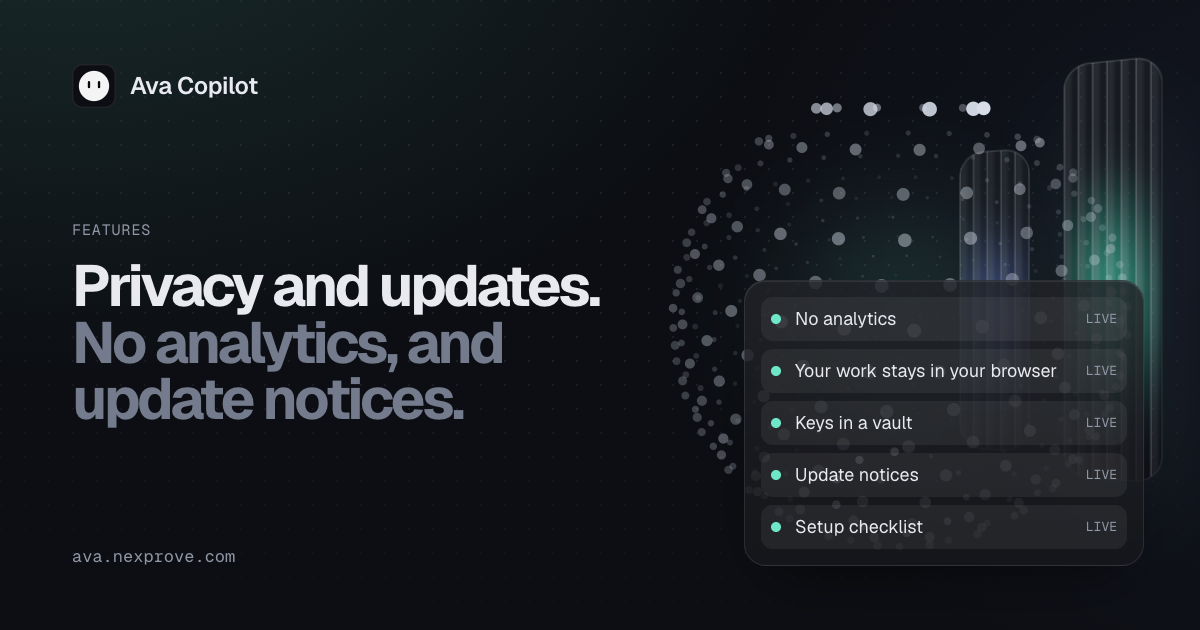 Ava Copilot
FEATURES
Privacy and updates.
No analytics, and
update notices.
No analytics LIVE
Your work stays in your browser LIVE
Keys in a vault LIVE
Update notices LIVE
Setup checklist LIVE
ava.nexprove.com